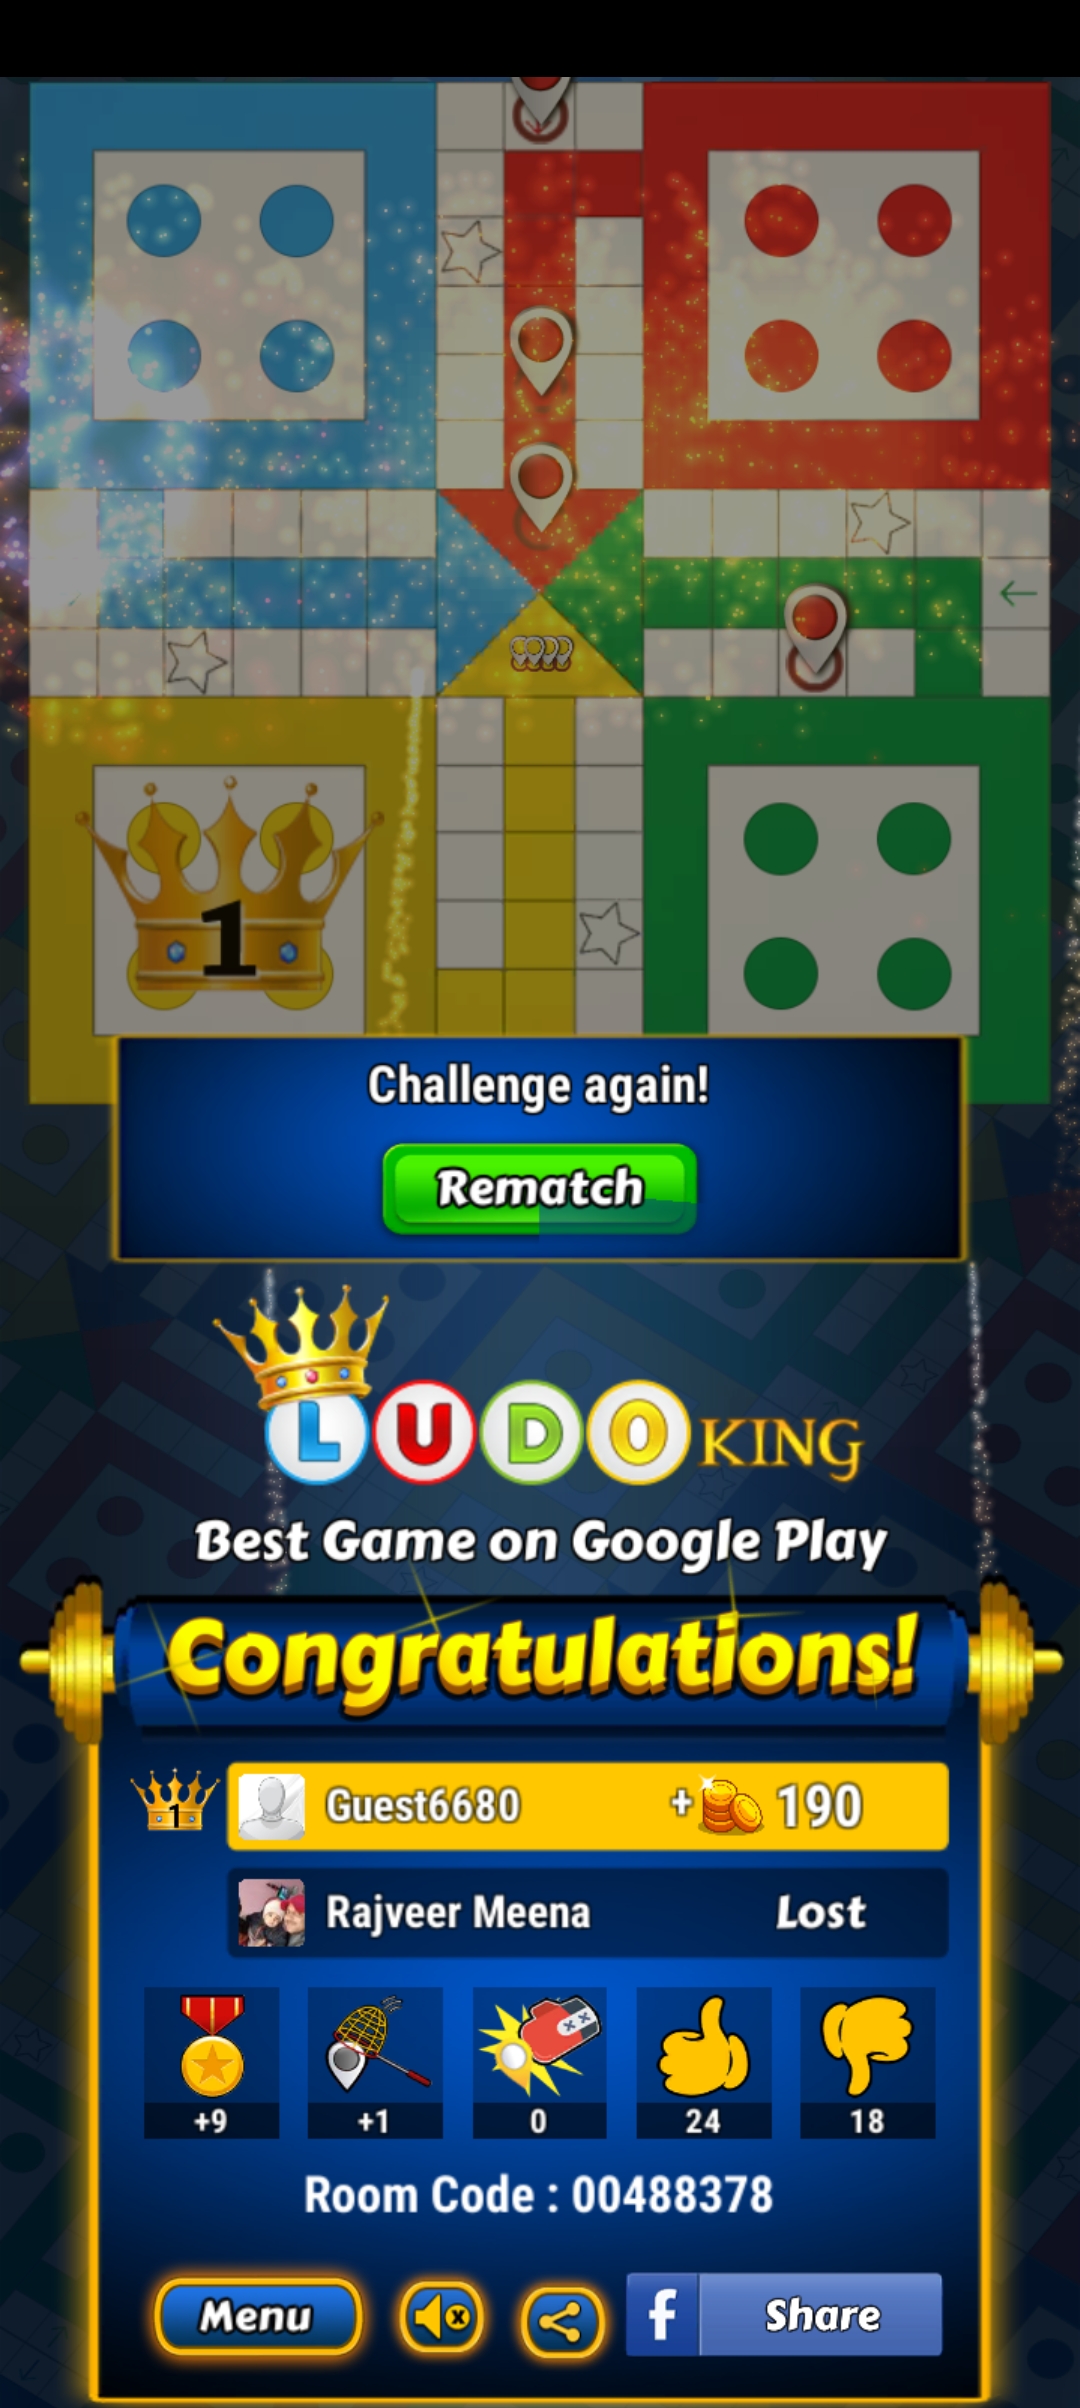 1
Challenge again!
Rematch
LUDO KING
Best Game on Google Play
Congratulations!
1 Guest6680 + 190
Rajveer Meena Lost
+9 +1 0 24 18
Room Code : 00488378
Menu x f Share